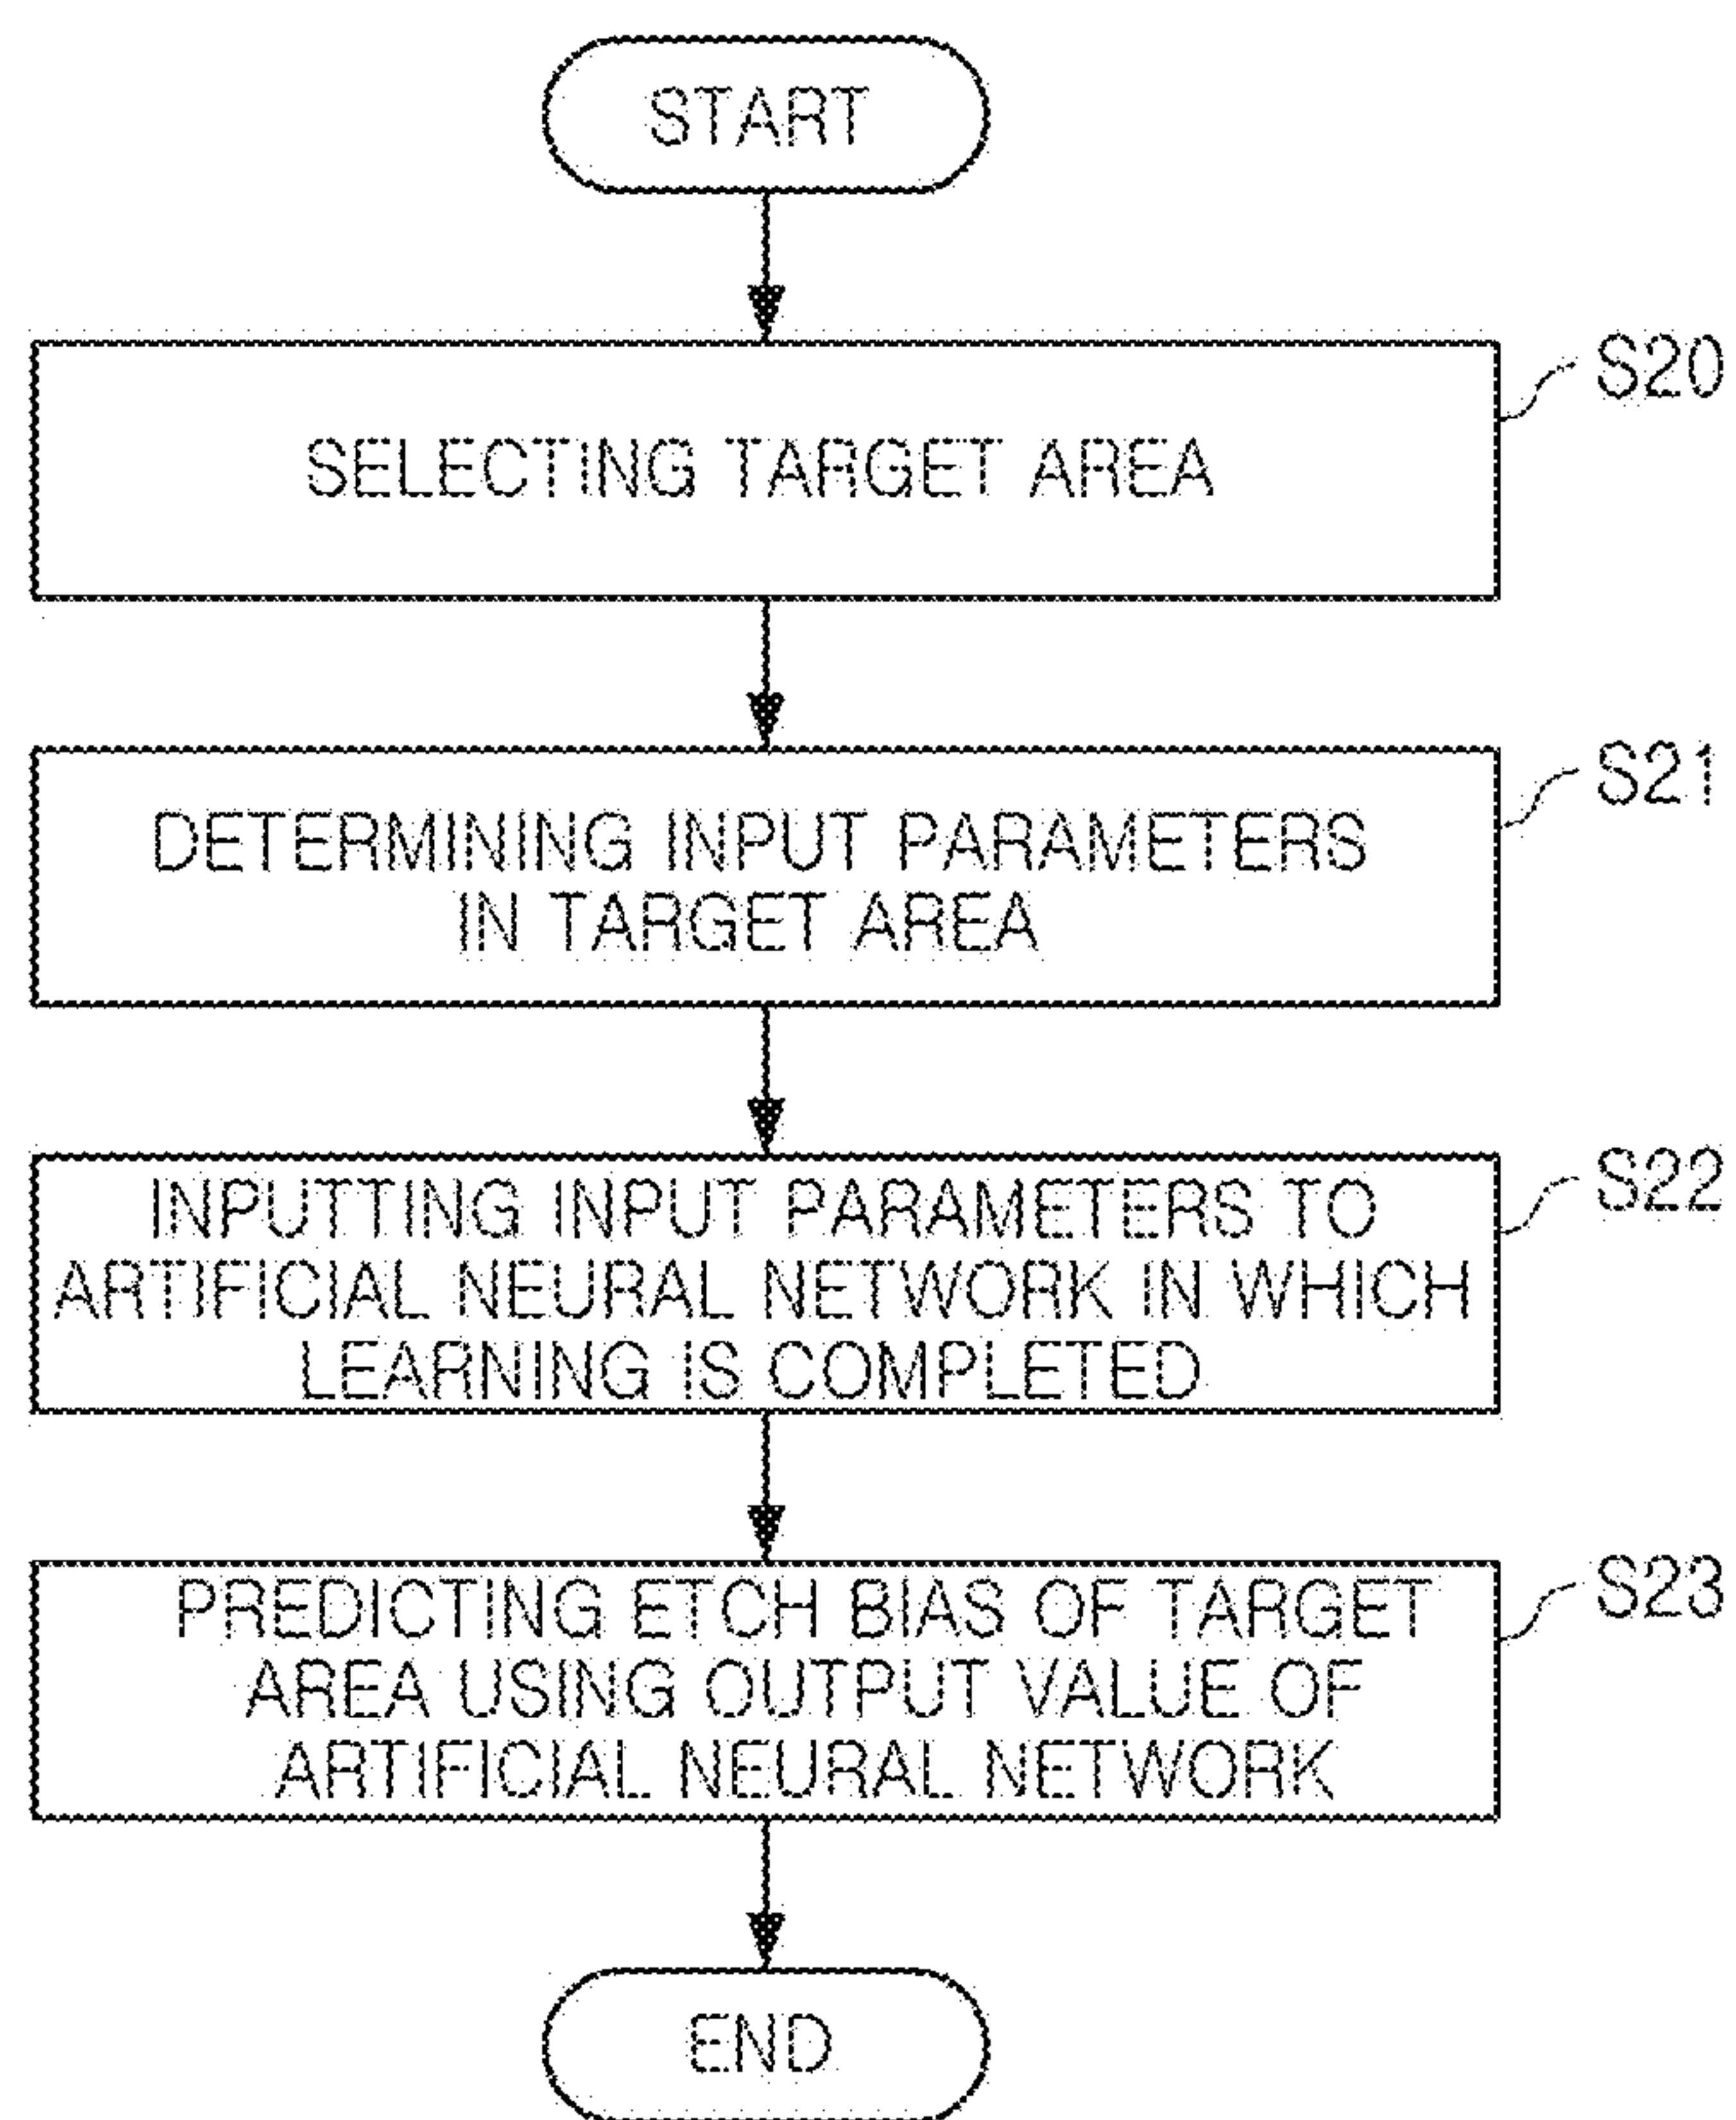 START
S20
SELECTING TARGET AREA
S21
DETERMINING INPUT PARAMETERS
IN TARGET AREA
S22
INPUTTING INPUT PARAMETERS TO
ARTIFICIAL NEURAL NETWORK IN WHICH
LEARNING IS COMPLETED
S23
PREDICTING ETCH BIAS OF TARGET
AREA USING OUTPUT VALUE OF
ARTIFICIAL NEURAL NETWORK
END